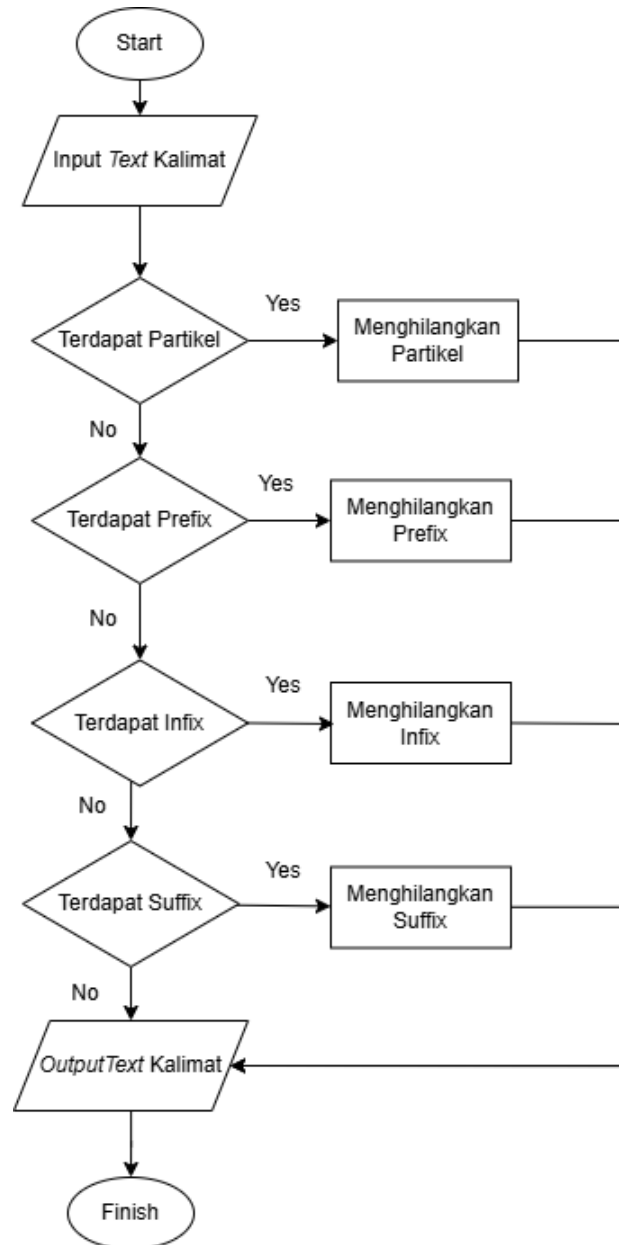 Start
Input Text Kalimat
Terdapat Partikel
Yes
Menghilangkan
Partikel
No
Terdapat Prefix
Yes
Menghilangkan
Prefix
No
Terdapat Infix
Yes
Menghilangkan
Infix
No
Terdapat Suffix
Yes
Menghilangkan
Suffix
No
OutputText Kalimat
Finish